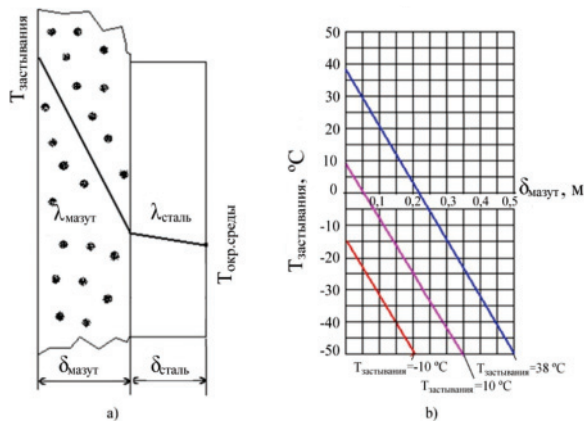 Tзастывания
λмазут
λсталь
Tокр.среды
δмазут
δсталь
а)
Tзастывания, ºC
50
40
30
20
10
0
-10
-20
-30
-40
-50
0,1 0,2 0,3 0,4 0,5
δмазут, м
Tзастывания=-10 ºC
Tзастывания=10 ºC
Tзастывания=38 ºC
b)